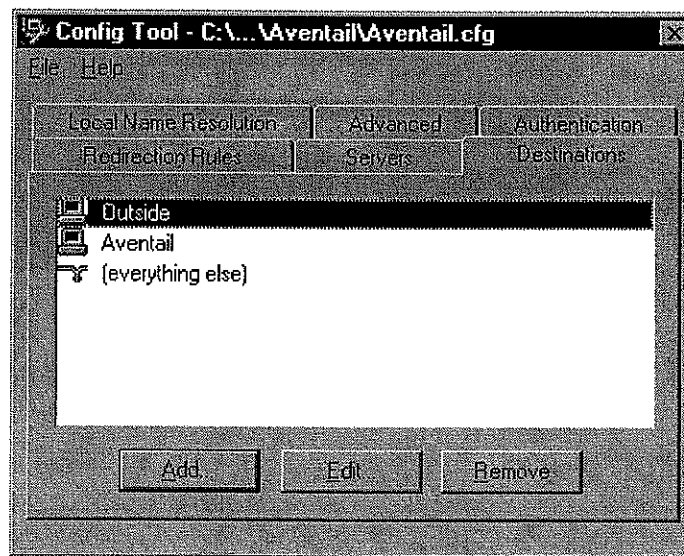 Config Tool - C:\...\Aventail\Aventail.cfg
File Help
Local Name Resolution Advanced Authentication
Redirection Rules Servers Destinations
Outside
Aventail
(everything else)
Add... Edit... Remove